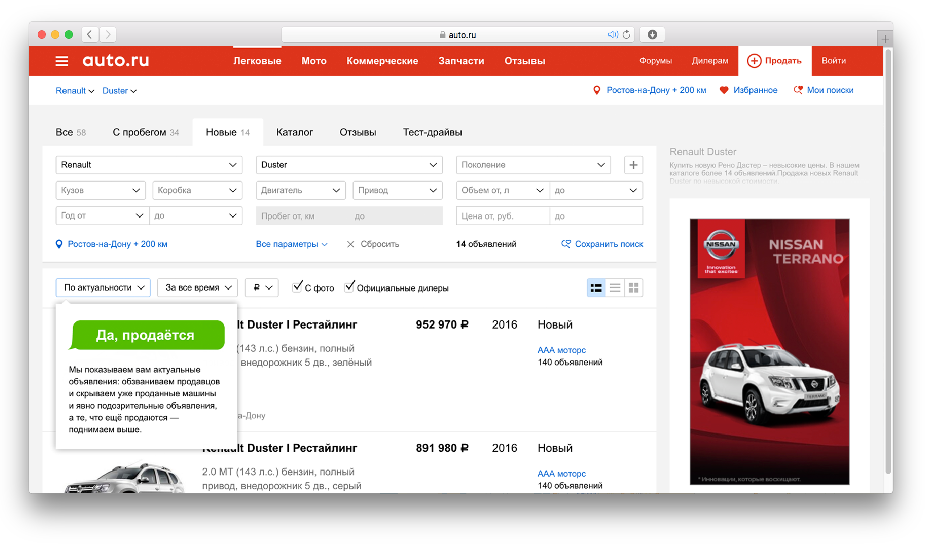 auto.ru
auto.ru
Легковые Мото Коммерческие Запчасти Отзывы Форумы Дилерам Продать Войти
Renault Duster Ростов-на-Дону + 200 км Избранное Мои поиски
Все 58 С пробегом 34 Новые 14 Каталог Отзывы Тест-драйвы
Renault Duster Поколение +
Кузов Коробка Двигатель Привод Объем от, л до
Год от до Пробег от, км до Цена от, руб. до
Ростов-на-Дону + 200 км Все параметры Сбросить 14 объявлений Сохранить поиск
По актуальности За все время ₽ С фото Официальные дилеры
Да, продаётся
Мы показываем вам актуальные
объявления: обзваниваем продавцов
и скрываем уже проданные машины
и явно подозрительные объявления,
а те, что ещё продаются —
поднимаем выше.
lt Duster I Рестайлинг 952 970 ₽ 2016 Новый
(143 л.с.) бензин, полный
, внедорожник 5 дв., зелёный
ААА моторс
140 объявлений
а-Дону
Renault Duster I Рестайлинг 891 980 ₽ 2016 Новый
2.0 MT (143 л.с.) бензин, полный
привод, внедорожник 5 дв., серый
ААА моторс
140 объявлений
Renault Duster
Купить новую Рено Дастер – невысокие цены. В нашем
каталоге более 14 объявлений.Продажа новых Renault
Duster по невысокой стоимости
NISSAN
Innovation
that excites
NISSAN
TERRANO
TERRANO
* Инновации, которые восхищают.